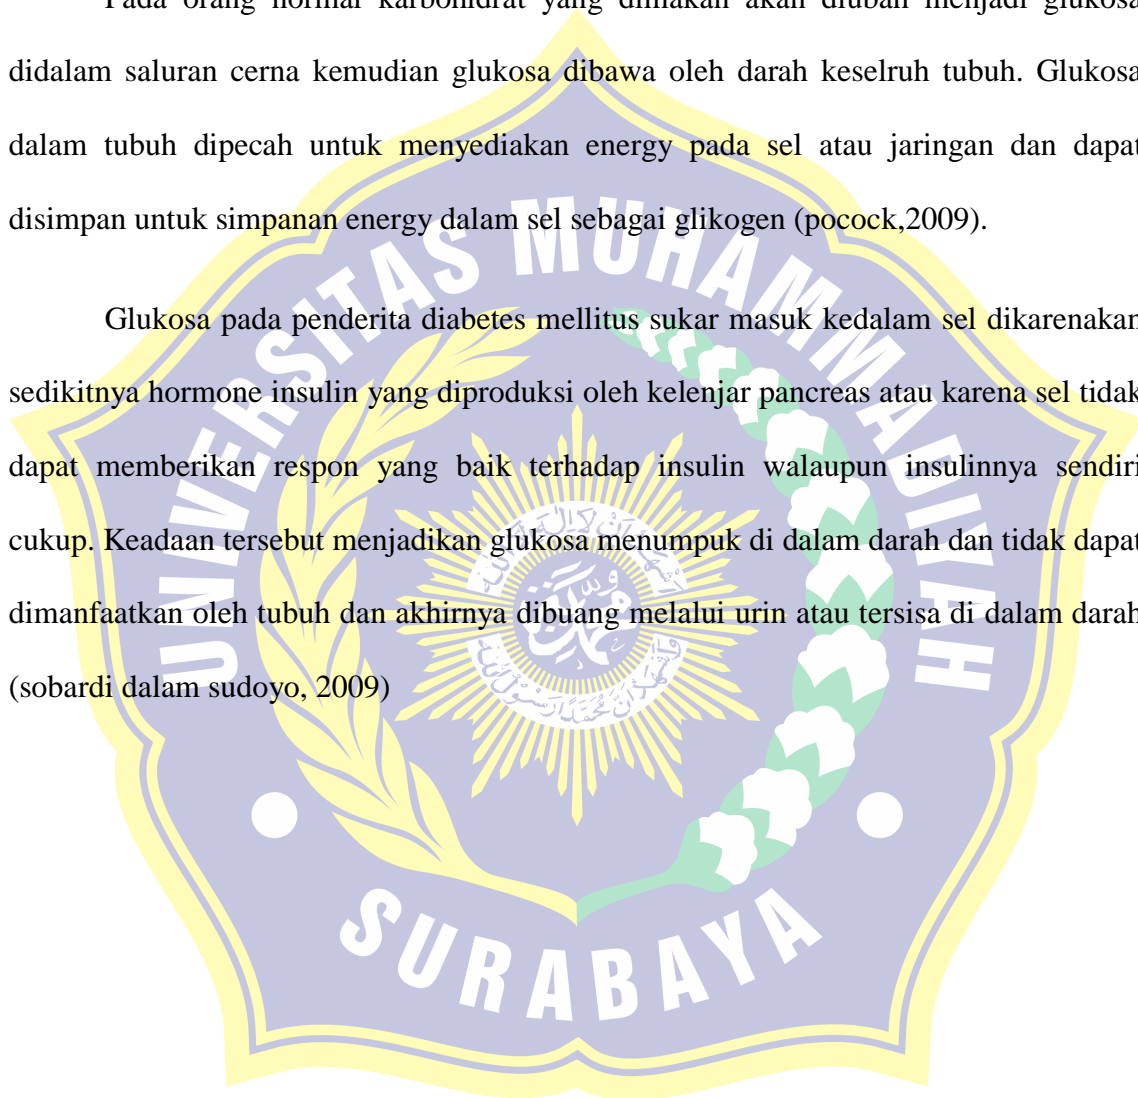 Pada orang normal karbohidrat yang dimakan akan diubah menjadi glukosa
didalam saluran cerna kemudian glukosa dibawa oleh darah keselruh tubuh. Glukosa
dalam tubuh dipecah untuk menyediakan energy pada sel atau jaringan dan dapat
disimpan untuk simpanan energy dalam sel sebagai glikogen (pocock,2009).
Glukosa pada penderita diabetes mellitus sukar masuk kedalam sel dikarenakan
sedikitnya hormone insulin yang diproduksi oleh kelenjar pancreas atau karena sel tidak
dapat memberikan respon yang baik terhadap insulin walaupun insulinnya sendiri
cukup. Keadaan tersebut menjadikan glukosa menumpuk di dalam darah dan tidak dapat
dimanfaatkan oleh tubuh dan akhirnya dibuang melalui urin atau tersisa di dalam darah
(sobardi dalam sudoyo, 2009)
UNIVERSITAS MUHAMMADIYAH
SURABAYA